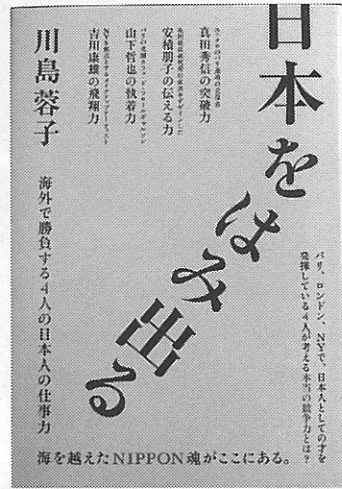 日本をはみ出る
パリ、ロンドン、NYで、日本人としての才を
発揮している4人が考える本当の競争力とは?
真田秀信の突破力
安積朋子の伝える力
山下哲也の執着力
吉川康雄の飛翔力
川島蓉子
海外で勝負する4人の日本人の仕事力
海を越えたNIPPON魂がここにある。